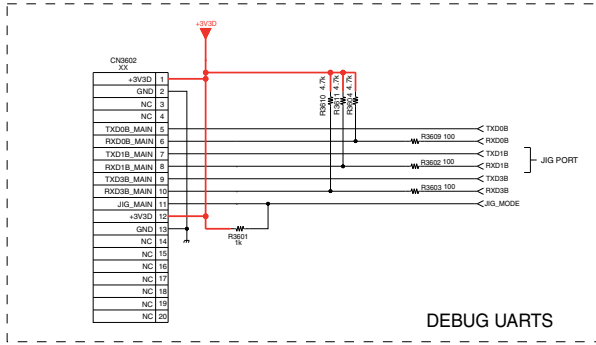 +3V3D
CN3602
XX
+3V3D 1
GND 2
NC 3
NC 4
TXD0B_MAIN 5
RXD0B_MAIN 6
TXD1B_MAIN 7
RXD1B_MAIN 8
TXD3B_MAIN 9
RXD3B_MAIN 10
JIG_MAIN 11
+3V3D 12
GND 13
NC 14
NC 15
NC 16
NC 17
NC 18
NC 19
NC 20
R3610 4.7k
R3611 4.7k
R3604 4.7k
R3609 100
R3602 100
R3603 100
R3601
1k
TXD0B
RXD0B
TXD1B
RXD1B
TXD3B
RXD3B
JIG_MODE
JIG PORT
DEBUG UARTS